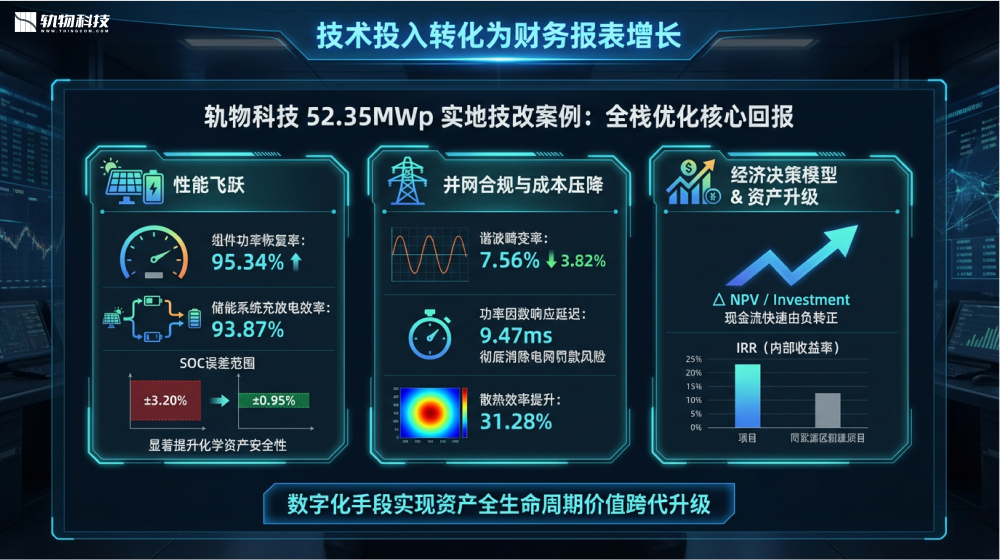 轨物科技
WWW.THINGCOM.COM
技术投入转化为财务报表增长
轨物科技 52.35MWp 实地技改案例：全栈优化核心回报
性能飞跃
组件功率恢复率：
95.34%
储能系统充放电效率：
93.87%
SOC误差范围
±3.20%
±0.95%
显着提升化学资产安全性
并网合规与成本压降
谐波畸变率：
7.56% 3.82%
功率因数响应延迟：
9.47ms
彻底消除电网罚款风险
散热效率提升：
31.28%
经济决策模型
& 资产升级
△ NPV / Investment
现金流快速由负转正
IRR（内部收益率）
25%
20%
15%
10%
5%
0%
项目
数字化手段实现资产全生命周期价值跨代升级